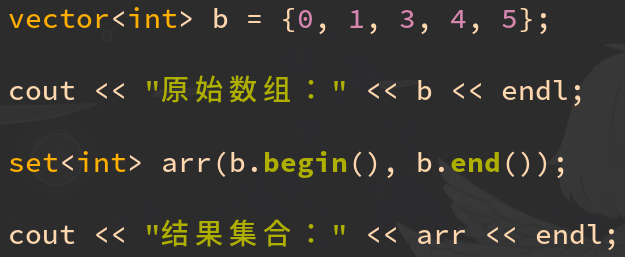 vector<int> b = {0, 1, 3, 4, 5};
cout << "原始数组：" << b << endl;
set<int> arr(b.begin(), b.end());
cout << "结果集合：" << arr << endl;